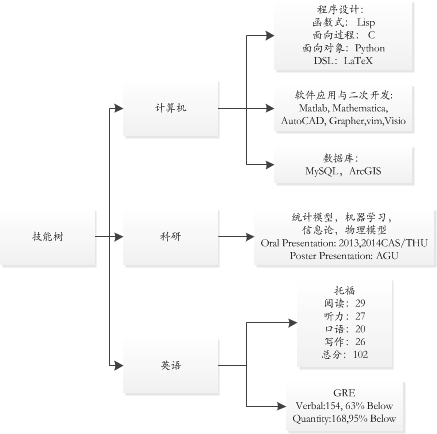 技能树
计算机
程序设计:
函数式: Lisp
面向过程: C
面向对象: Python
DSL: LaTeX
软件应用与二次开发:
Matlab, Mathematica,
AutoCAD, Grapher,vim,Visio
数据库:
MySQL, ArcGIS
科研
统计模型, 机器学习,
信息论, 物理模型
Oral Presentation: 2013,2014CAS/THU
Poster Presentation: AGU
英语
托福
阅读: 29
听力: 27
口语: 20
写作: 26
总分: 102
GRE
Verbal:154, 63% Below
Quantity:168,95% Below